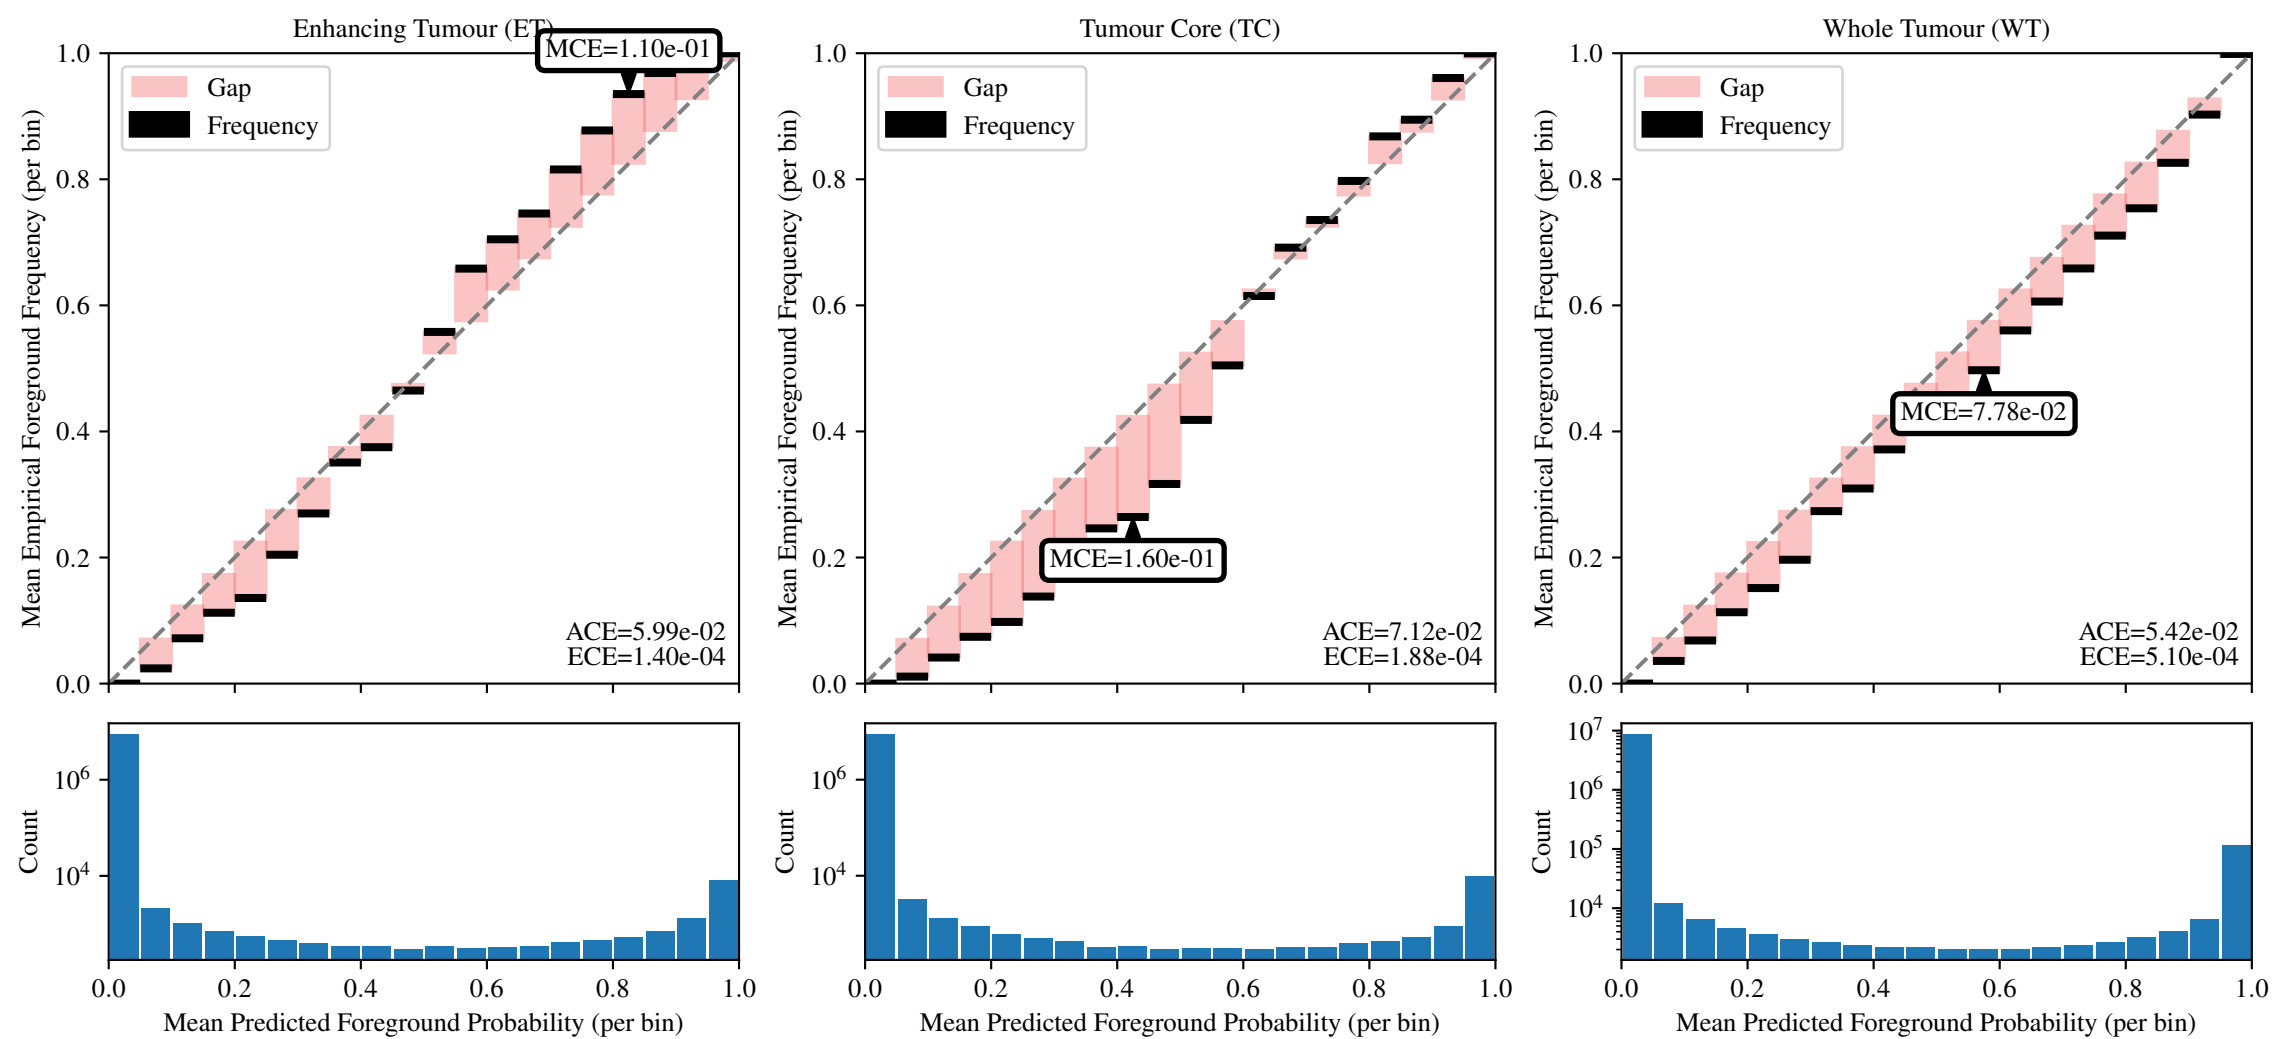 Enhancing Tumour (ET)
MCE=1.10e-01
Gap
Frequency
Mean Empirical Foreground Frequency (per bin)
1.0
0.8
0.6
0.4
0.2
0.0
ACE=5.99e-02
ECE=1.40e-04
Count
10^6
10^4
0.0 0.2 0.4 0.6 0.8 1.0
Mean Predicted Foreground Probability (per bin)
Tumour Core (TC)
Gap
Frequency
Mean Empirical Foreground Frequency (per bin)
1.0
0.8
0.6
0.4
0.2
0.0
MCE=1.60e-01
ACE=7.12e-02
ECE=1.88e-04
Count
10^6
10^4
0.0 0.2 0.4 0.6 0.8 1.0
Mean Predicted Foreground Probability (per bin)
Whole Tumour (WT)
Gap
Frequency
Mean Empirical Foreground Frequency (per bin)
1.0
0.8
0.6
0.4
0.2
0.0
MCE=7.78e-02
ACE=5.42e-02
ECE=5.10e-04
Count
10^7
10^6
10^5
10^4
0.0 0.2 0.4 0.6 0.8 1.0
Mean Predicted Foreground Probability (per bin)